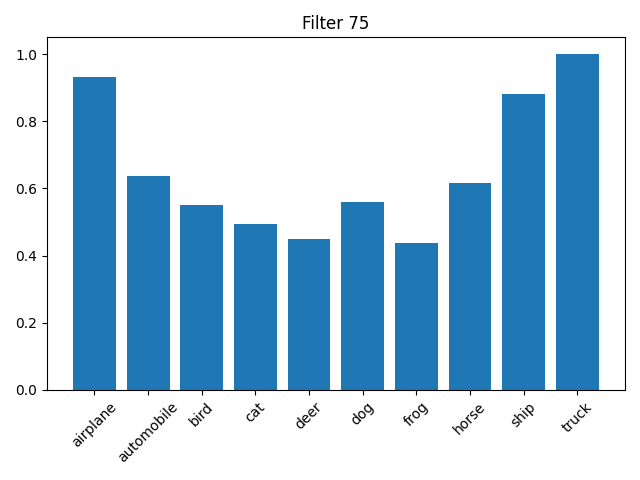 Filter 75
1.0
0.8
0.6
0.4
0.2
0.0
airplane
automobile
bird
cat
deer
dog
frog
horse
ship
truck